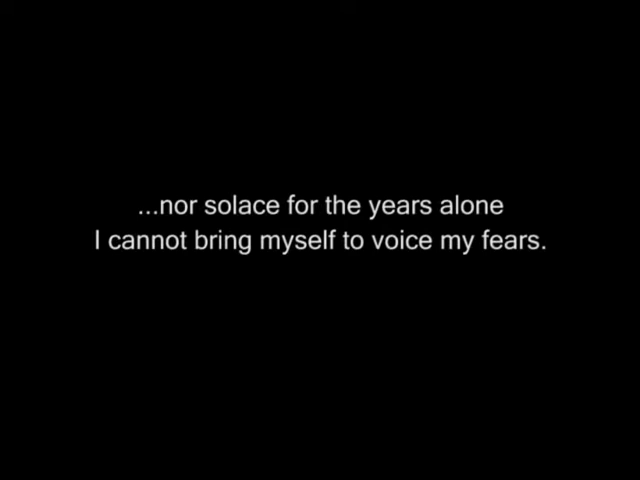 ...nor solace for the years alone
I cannot bring myself to voice my fears.